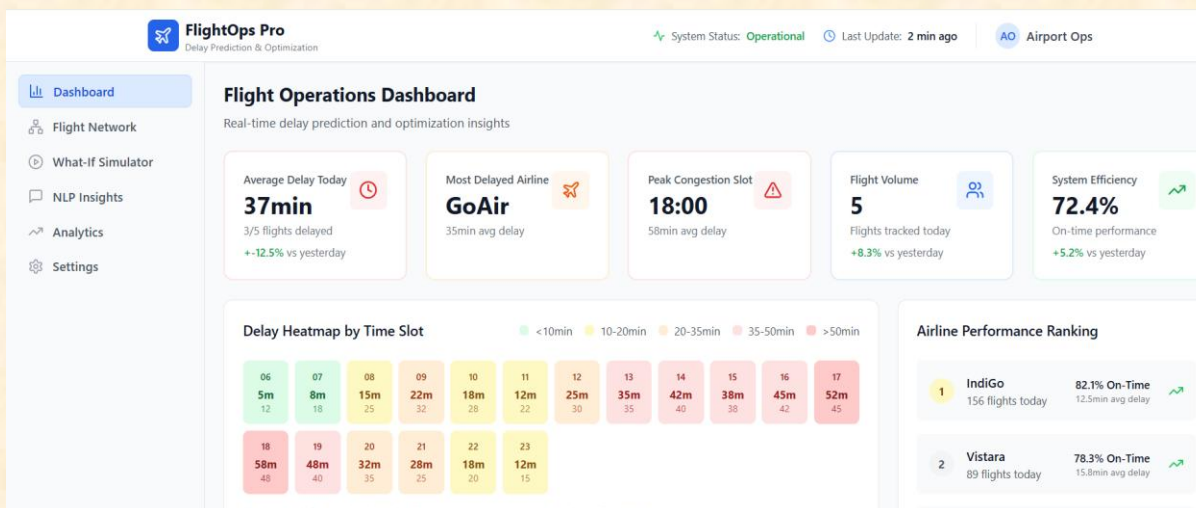 FlightOps Pro
Delay Prediction & Optimization
System Status: Operational
Last Update: 2 min ago
AO Airport Ops
Dashboard
Flight Network
What-If Simulator
NLP Insights
Analytics
Settings
Flight Operations Dashboard
Real-time delay prediction and optimization insights
Average Delay Today
37min
3/5 flights delayed
+-12.5% vs yesterday
Most Delayed Airline
GoAir
35min avg delay
Peak Congestion Slot
18:00
58min avg delay
Flight Volume
5
Flights tracked today
+8.3% vs yesterday
System Efficiency
72.4%
On-time performance
+5.2% vs yesterday
Delay Heatmap by Time Slot
<10min 10-20min 20-35min 35-50min >50min
06 07 08 09 10 11 12 13 14 15 16 17
5m 8m 15m 22m 18m 12m 25m 35m 42m 38m 45m 52m
12 18 25 32 28 22 30 35 40 38 42 45
18 19 20 21 22 23
58m 48m 32m 28m 18m 12m
48 40 35 25 20 15
Airline Performance Ranking
1
IndiGo
156 flights today
82.1% On-Time
12.5min avg delay
2
Vistara
89 flights today
78.3% On-Time
15.8min avg delay